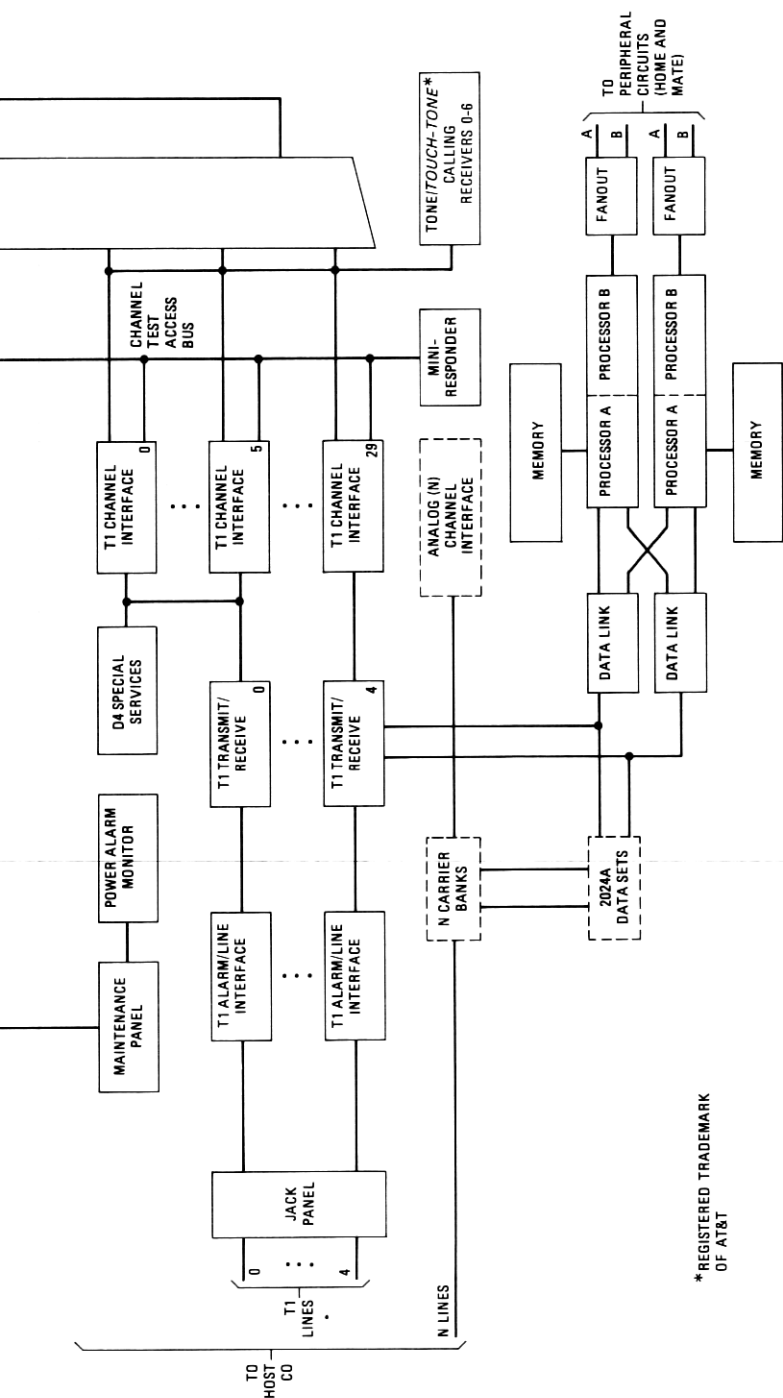 TO
HOST
CO
T1
LINES
0
4
N LINES
JACK
PANEL
MAINTENANCE
PANEL
POWER ALARM
MONITOR
T1 ALARM/LINE
INTERFACE
T1 ALARM/LINE
INTERFACE
D4 SPECIAL
SERVICES
T1 TRANSMIT/
RECEIVE
0
T1 TRANSMIT/
RECEIVE
4
T1 CHANNEL
INTERFACE
0
T1 CHANNEL
INTERFACE
5
T1 CHANNEL
INTERFACE
29
CHANNEL
TEST
ACCESS
BUS
N CARRIER
BANKS
ANALOG (N)
CHANNEL
INTERFACE
MINI-
RESPONDER
TONE/TOUCH-TONE*
CALLING
RECEIVERS 0-6
2024A
DATA SETS
DATA LINK
DATA LINK
MEMORY
PROCESSOR A
PROCESSOR B
PROCESSOR A
PROCESSOR B
MEMORY
FANOUT
FANOUT
A
B
A
B
TO
PERIPHERAL
CIRCUITS
(HOME AND
MATE)
*REGISTERED TRADEMARK
OF AT&T